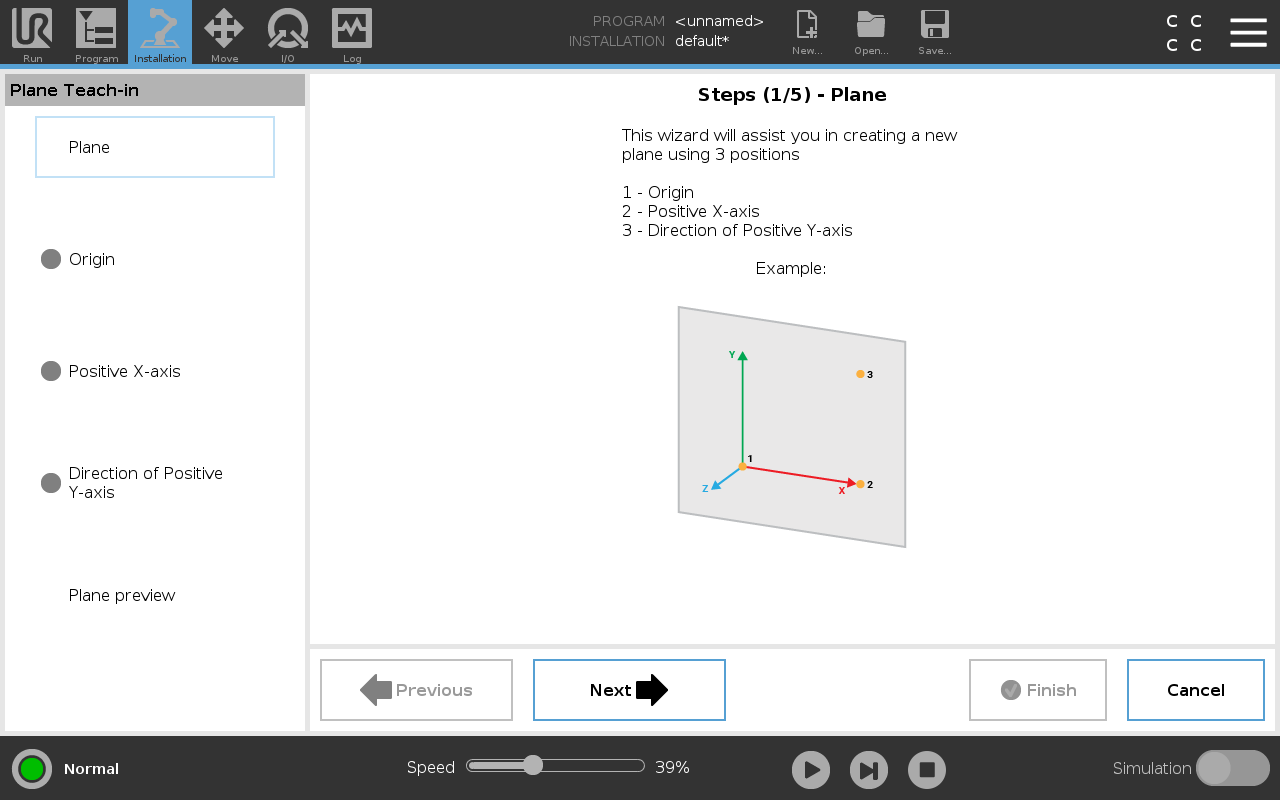 PROGRAM <unnamed>
INSTALLATION default*
Run
Program
Installation
Move
I/O
Log
New...
Open...
Save...
C C
C C
Plane Teach-in
Plane
Origin
Positive X-axis
Direction of Positive
Y-axis
Plane preview
Steps (1/5) - Plane
This wizard will assist you in creating a new
plane using 3 positions
1 - Origin
2 - Positive X-axis
3 - Direction of Positive Y-axis
Example:
Y
3
1
Z
X
2
Previous
Next
Finish
Cancel
Normal
Speed 39%
Simulation